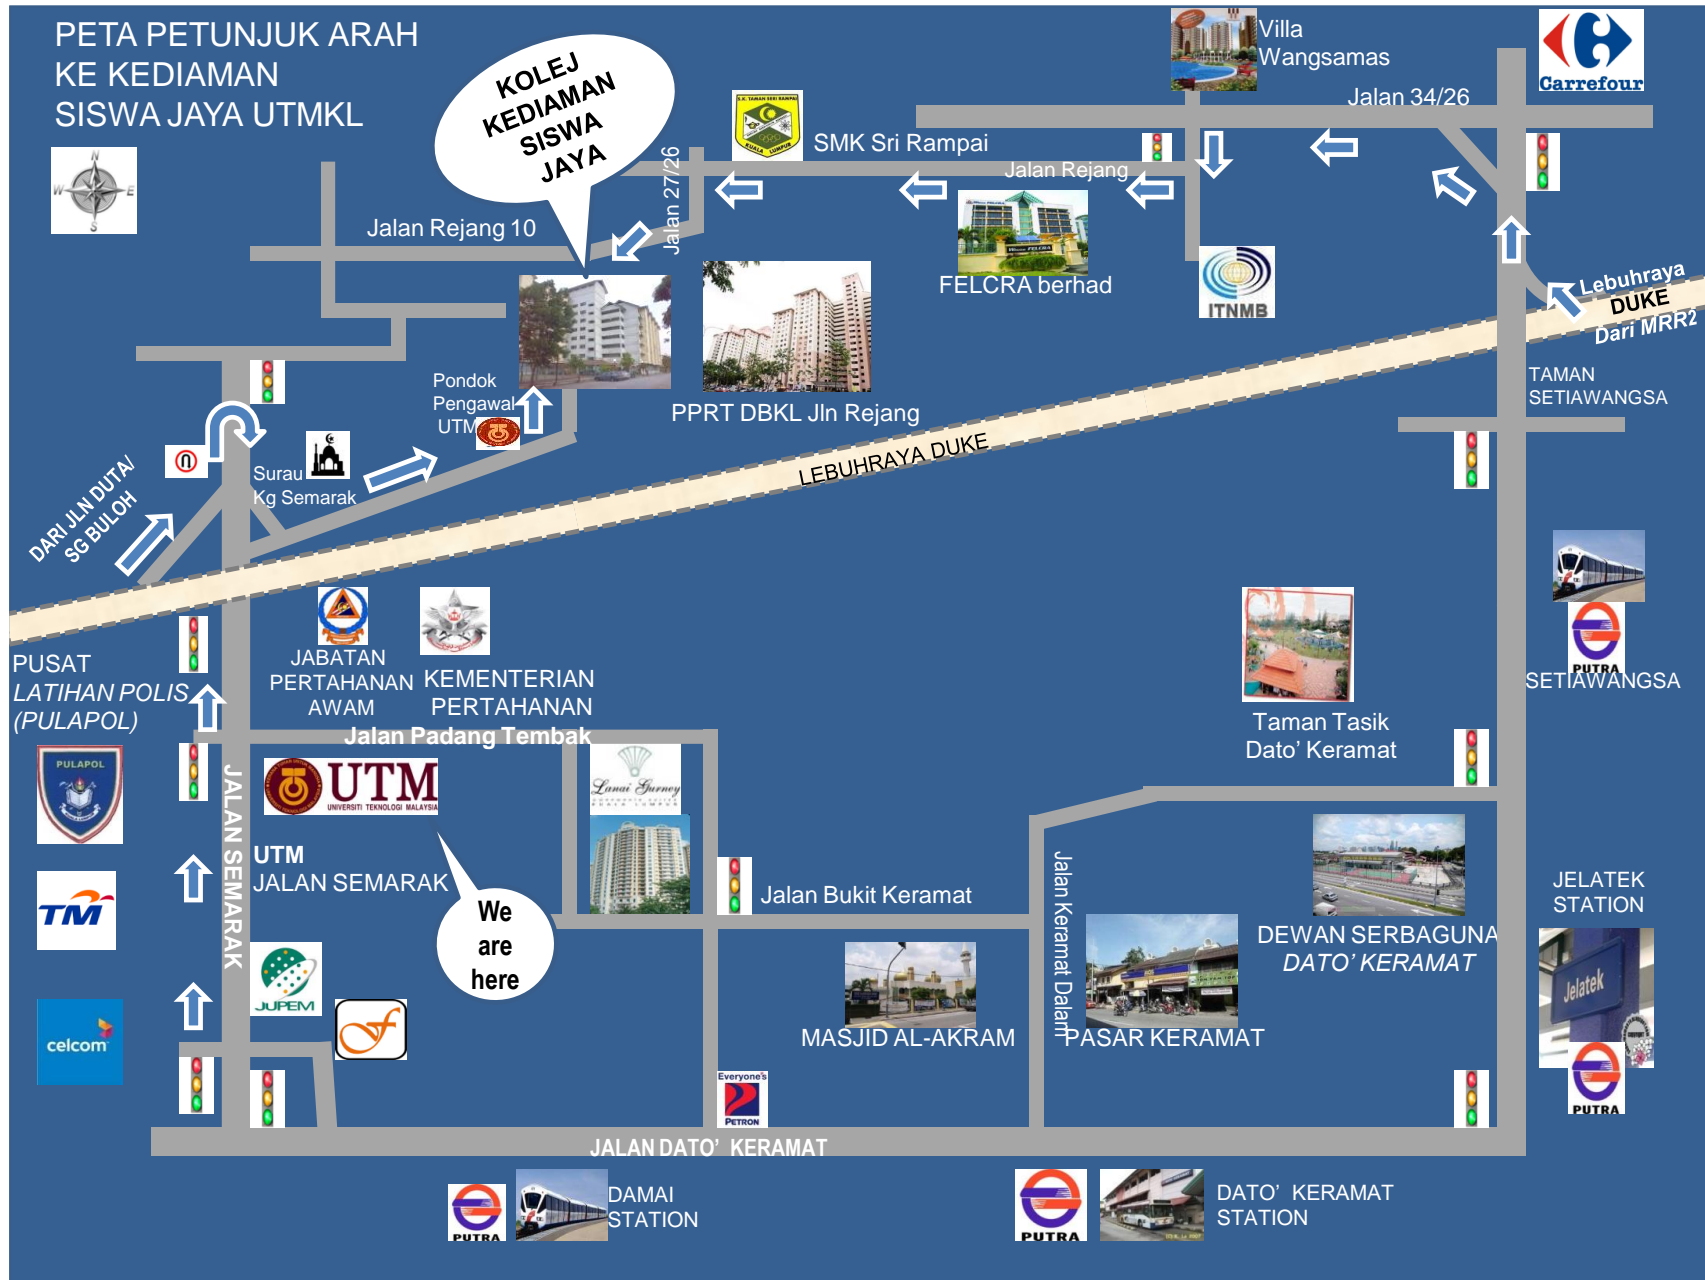 PETA PETUNJUK ARAH
KE KEDIAMAN
SISWA JAYA UTMKL
N
W
E
S
KOLEJ
KEDIAMAN
SISWA
JAYA
S.K. TAMAN SERI RAMPAI
KUALA LUMPUR
SMK Sri Rampai
Villa
Wangsamas
Jalan 34/26
Carrefour
Jalan Rejang
Jalan 27/26
Jalan Rejang 10
FELCRA berhad
ITNMB
Lebuhraya
DUKE
Dari MRR2
TAMAN
SETIAWANGSA
Pondok
Pengawal
UTM
PPRT DBKL Jln Rejang
LEBUHRAYA DUKE
Surau
Kg Semarak
DARI JLN DUTA/
SG BULOH
JABATAN
PERTAHANAN
AWAM
KEMENTERIAN
PERTAHANAN
PUTRA
SETIAWANGSA
PUSAT
LATIHAN POLIS
(PULAPOL)
Jalan Padang Tembak
Taman Tasik
Dato' Keramat
PULAPOL
JALAN SEMARAK
UTM
UNIVERSITI TEKNOLOGI MALAYSIA
Lanai Gurney
UTM
JALAN SEMARAK
TM
We
are
here
Jalan Bukit Keramat
Jalan Keramat Dalam
DEWAN SERBAGUNA
DATO' KERAMAT
JELATEK
STATION
Jelatek
PUTRA
JUPEM
celcom
MASJID AL-AKRAM
PASAR KERAMAT
Everyone's
PETRON
JALAN DATO' KERAMAT
PUTRA
DAMAI
STATION
PUTRA
DATO' KERAMAT
STATION